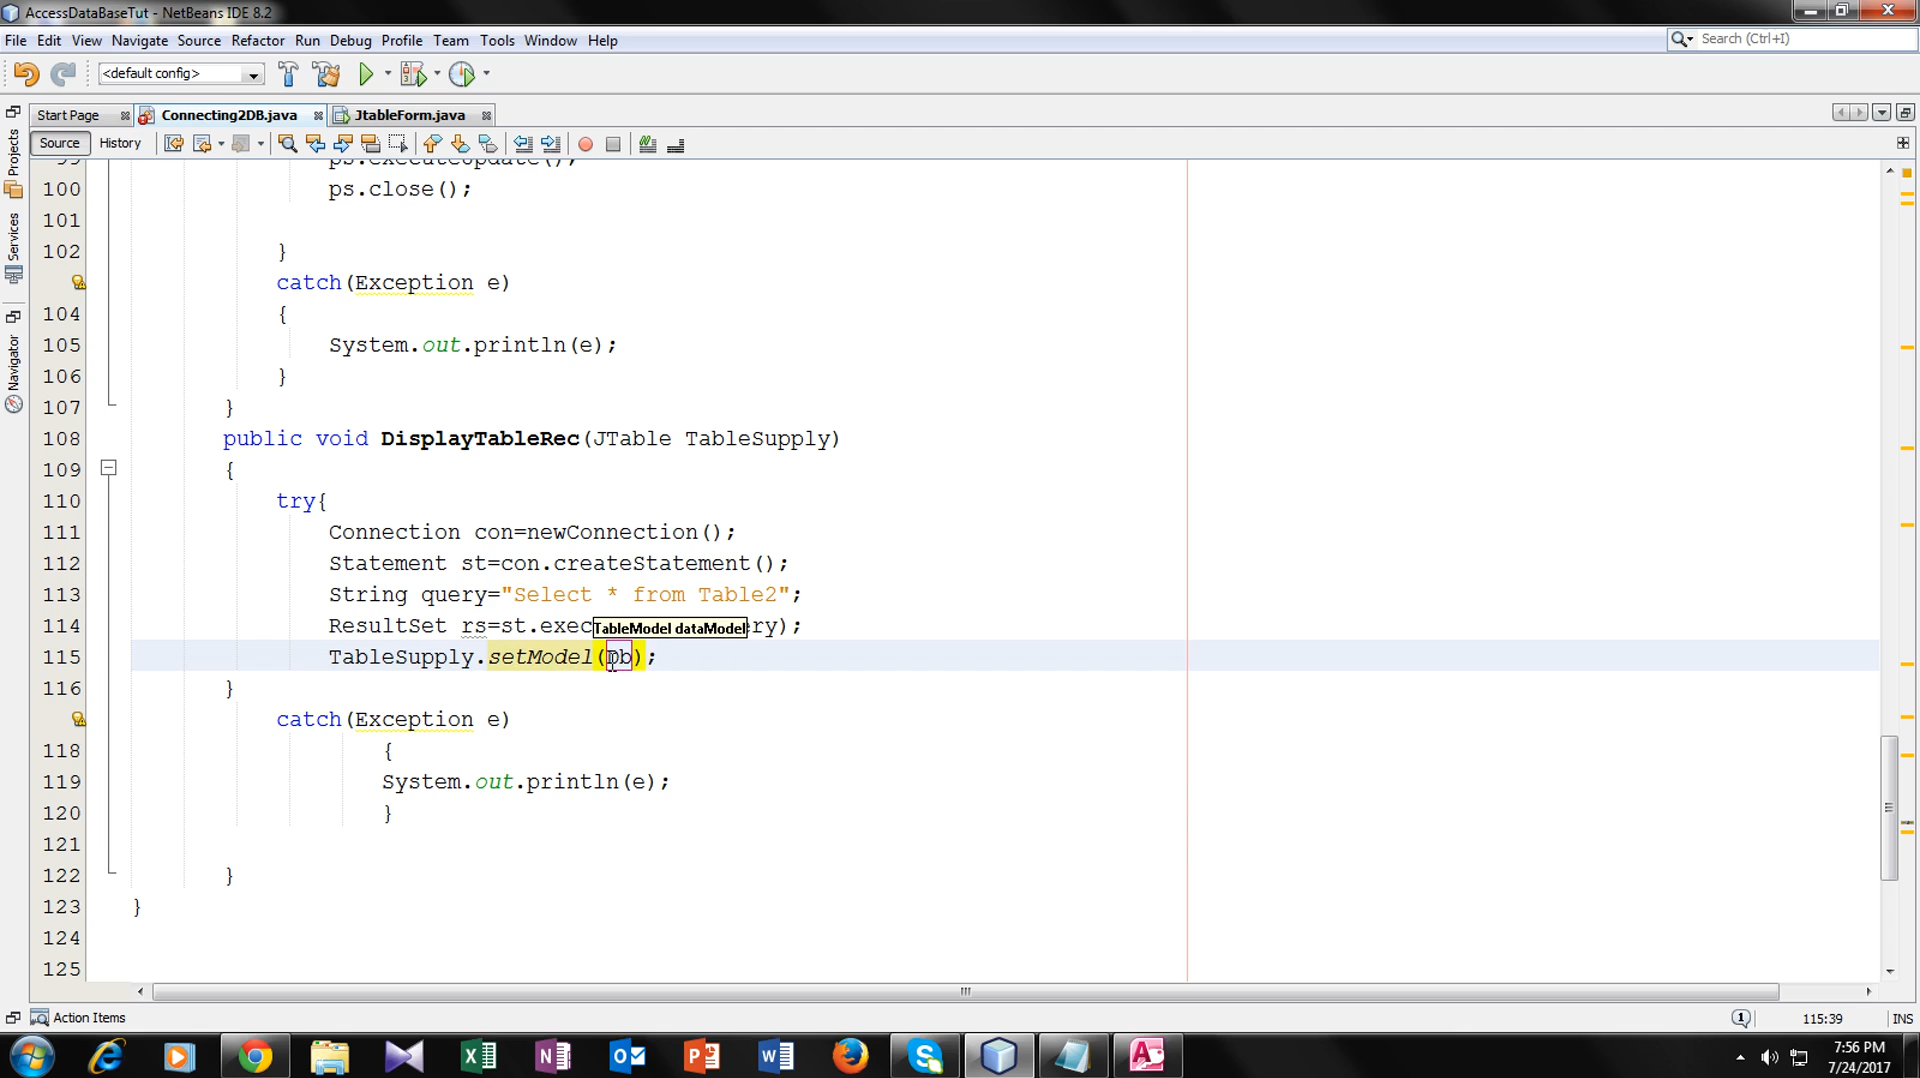 AccessDataBaseTut - NetBeans IDE 8.2
File Edit View Navigate Source Refactor Run Debug Profile Team Tools Window Help
Search (Ctrl+I)
<default config>
Start Page Connecting2DB.java JtableForm.java
Source History
Projects
Services
Navigator
99 ps.executeUpdate();
100 ps.close();
101
102 }
catch(Exception e)
104 {
105 System.out.println(e);
106 }
107 }
108 public void DisplayTableRec(JTable TableSupply)
109 {
110 try{
111 Connection con=newConnection();
112 Statement st=con.createStatement();
113 String query="Select * from Table2";
114 ResultSet rs=st.exec ry);
TableModel dataModel
115 TableSupply.setModel(Db);
116 }
catch(Exception e)
118 {
119 System.out.println(e);
120 }
121
122 }
123 }
124
125
Action Items
1
115:39 INS
7:56 PM
7/24/2017